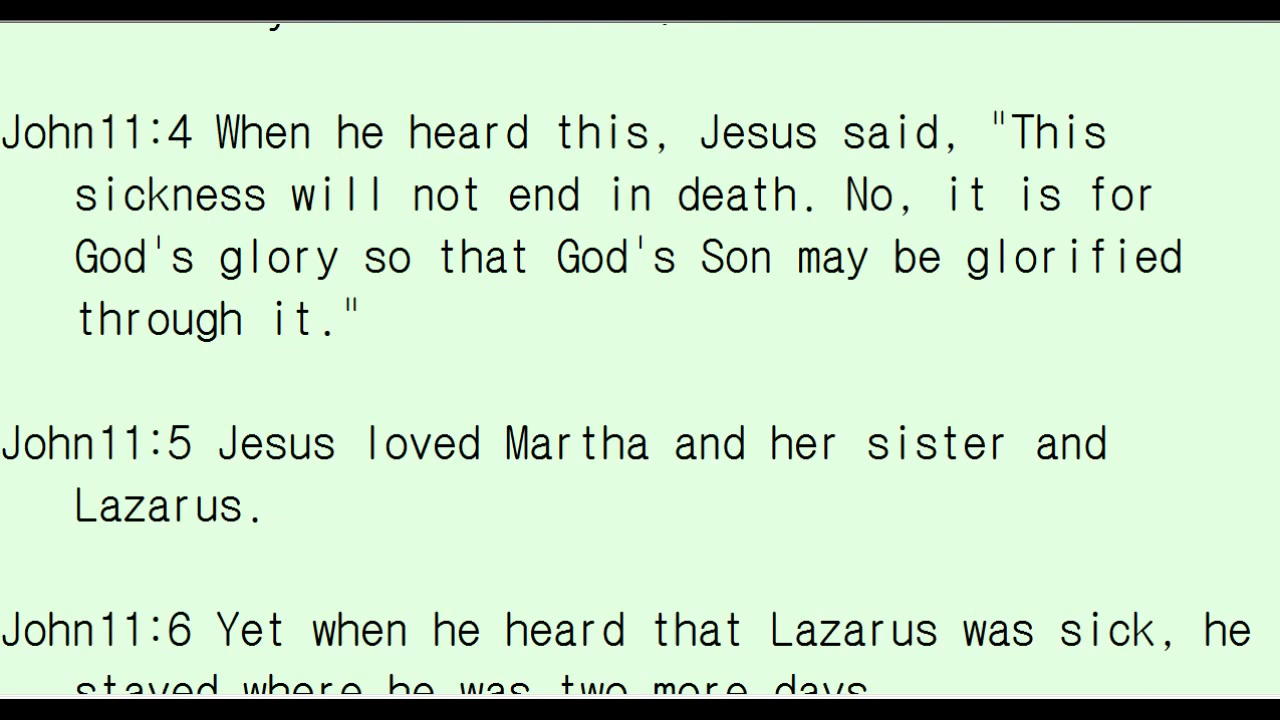 John11:4 When he heard this, Jesus said, "This
sickness will not end in death. No, it is for
God's glory so that God's Son may be glorified
through it."
John11:5 Jesus loved Martha and her sister and
Lazarus.
John11:6 Yet when he heard that Lazarus was sick, he
stayed where he was two more days